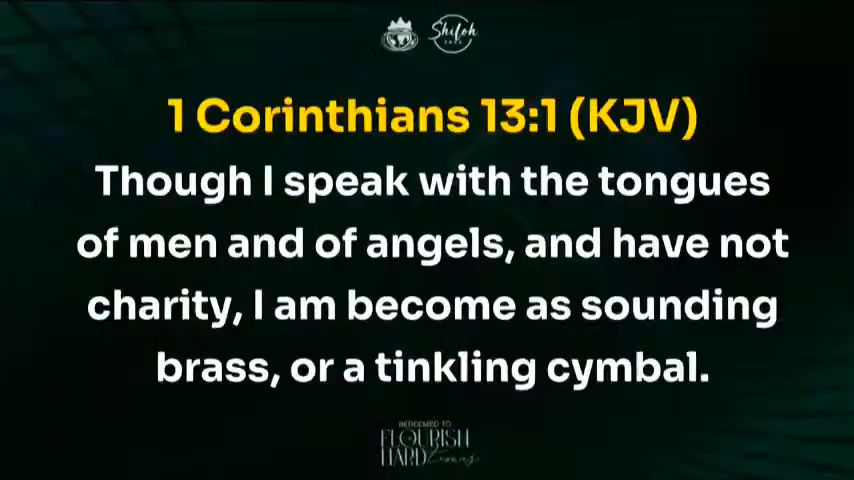 Shiloh
1 Corinthians 13:1 (KJV)
Though I speak with the tongues
of men and of angels, and have not
charity, I am become as sounding
brass, or a tinkling cymbal.
REDEEMED TO
FLOURISH
HARD Times